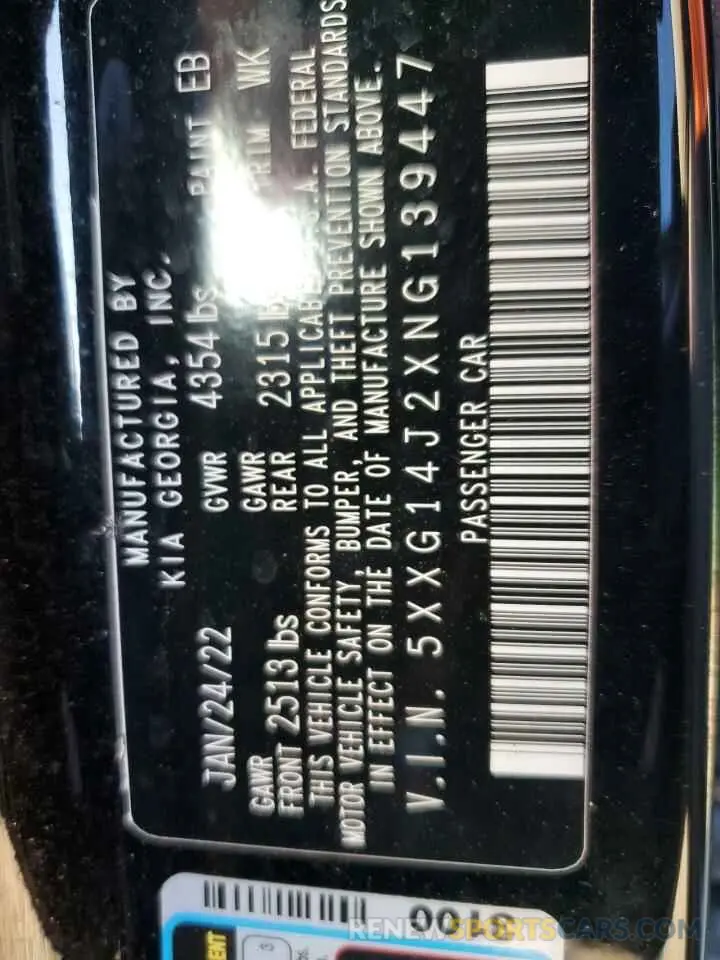 MANUFACTURED BY
KIA GEORGIA, INC.
JAN/24/22 GVWR 4354 lbs PAINT EB
GAWR FRONT 2513 lbs GAWR REAR 2315 TRIM WK
THIS VEHICLE CONFORMS TO ALL APPLICABLE U.S.A. FEDERAL
MOTOR VEHICLE SAFETY, BUMPER, AND THEFT PREVENTION STANDARDS
IN EFFECT ON THE DATE OF MANUFACTURE SHOWN ABOVE.
V.I.N. 5XXG14J2XNG139447
PASSENGER CAR
RENEWSPORTSCARS.COM